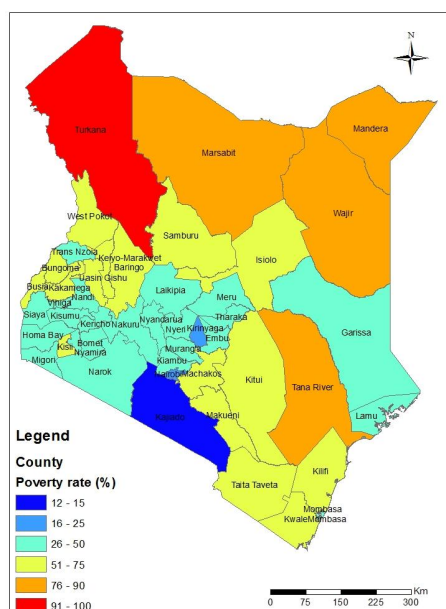 N
Turkana
Mandera
Marsabit
Wajir
West Pokot
Samburu
Trans Nzoia
Keiyo-Marakwet
Isiolo
Bungoma
Baringo
Uasin Gishu
Busia
Kakamega
Laikipia
Nandi
Meru
Vihiga
Siaya
Kisumu
Nyandarua
Tharaka
Kericho
Nakuru
Nyeri
Kirinyaga
Garissa
Homa Bay
Embu
Bomet
Muranga
Kisii
Nyamira
Kiambu
Migori
Narok
Nairobi
Machakos
Kitui
Tana River
Lamu
Kajiado
Makueni
Kilifi
Taita Taveta
Mombasa
Kwale
Mombasa
Legend
County
Poverty rate (%)
12 - 15
16 - 25
26 - 50
51 - 75
76 - 90
91 - 100
Km
0 75 150 225 300